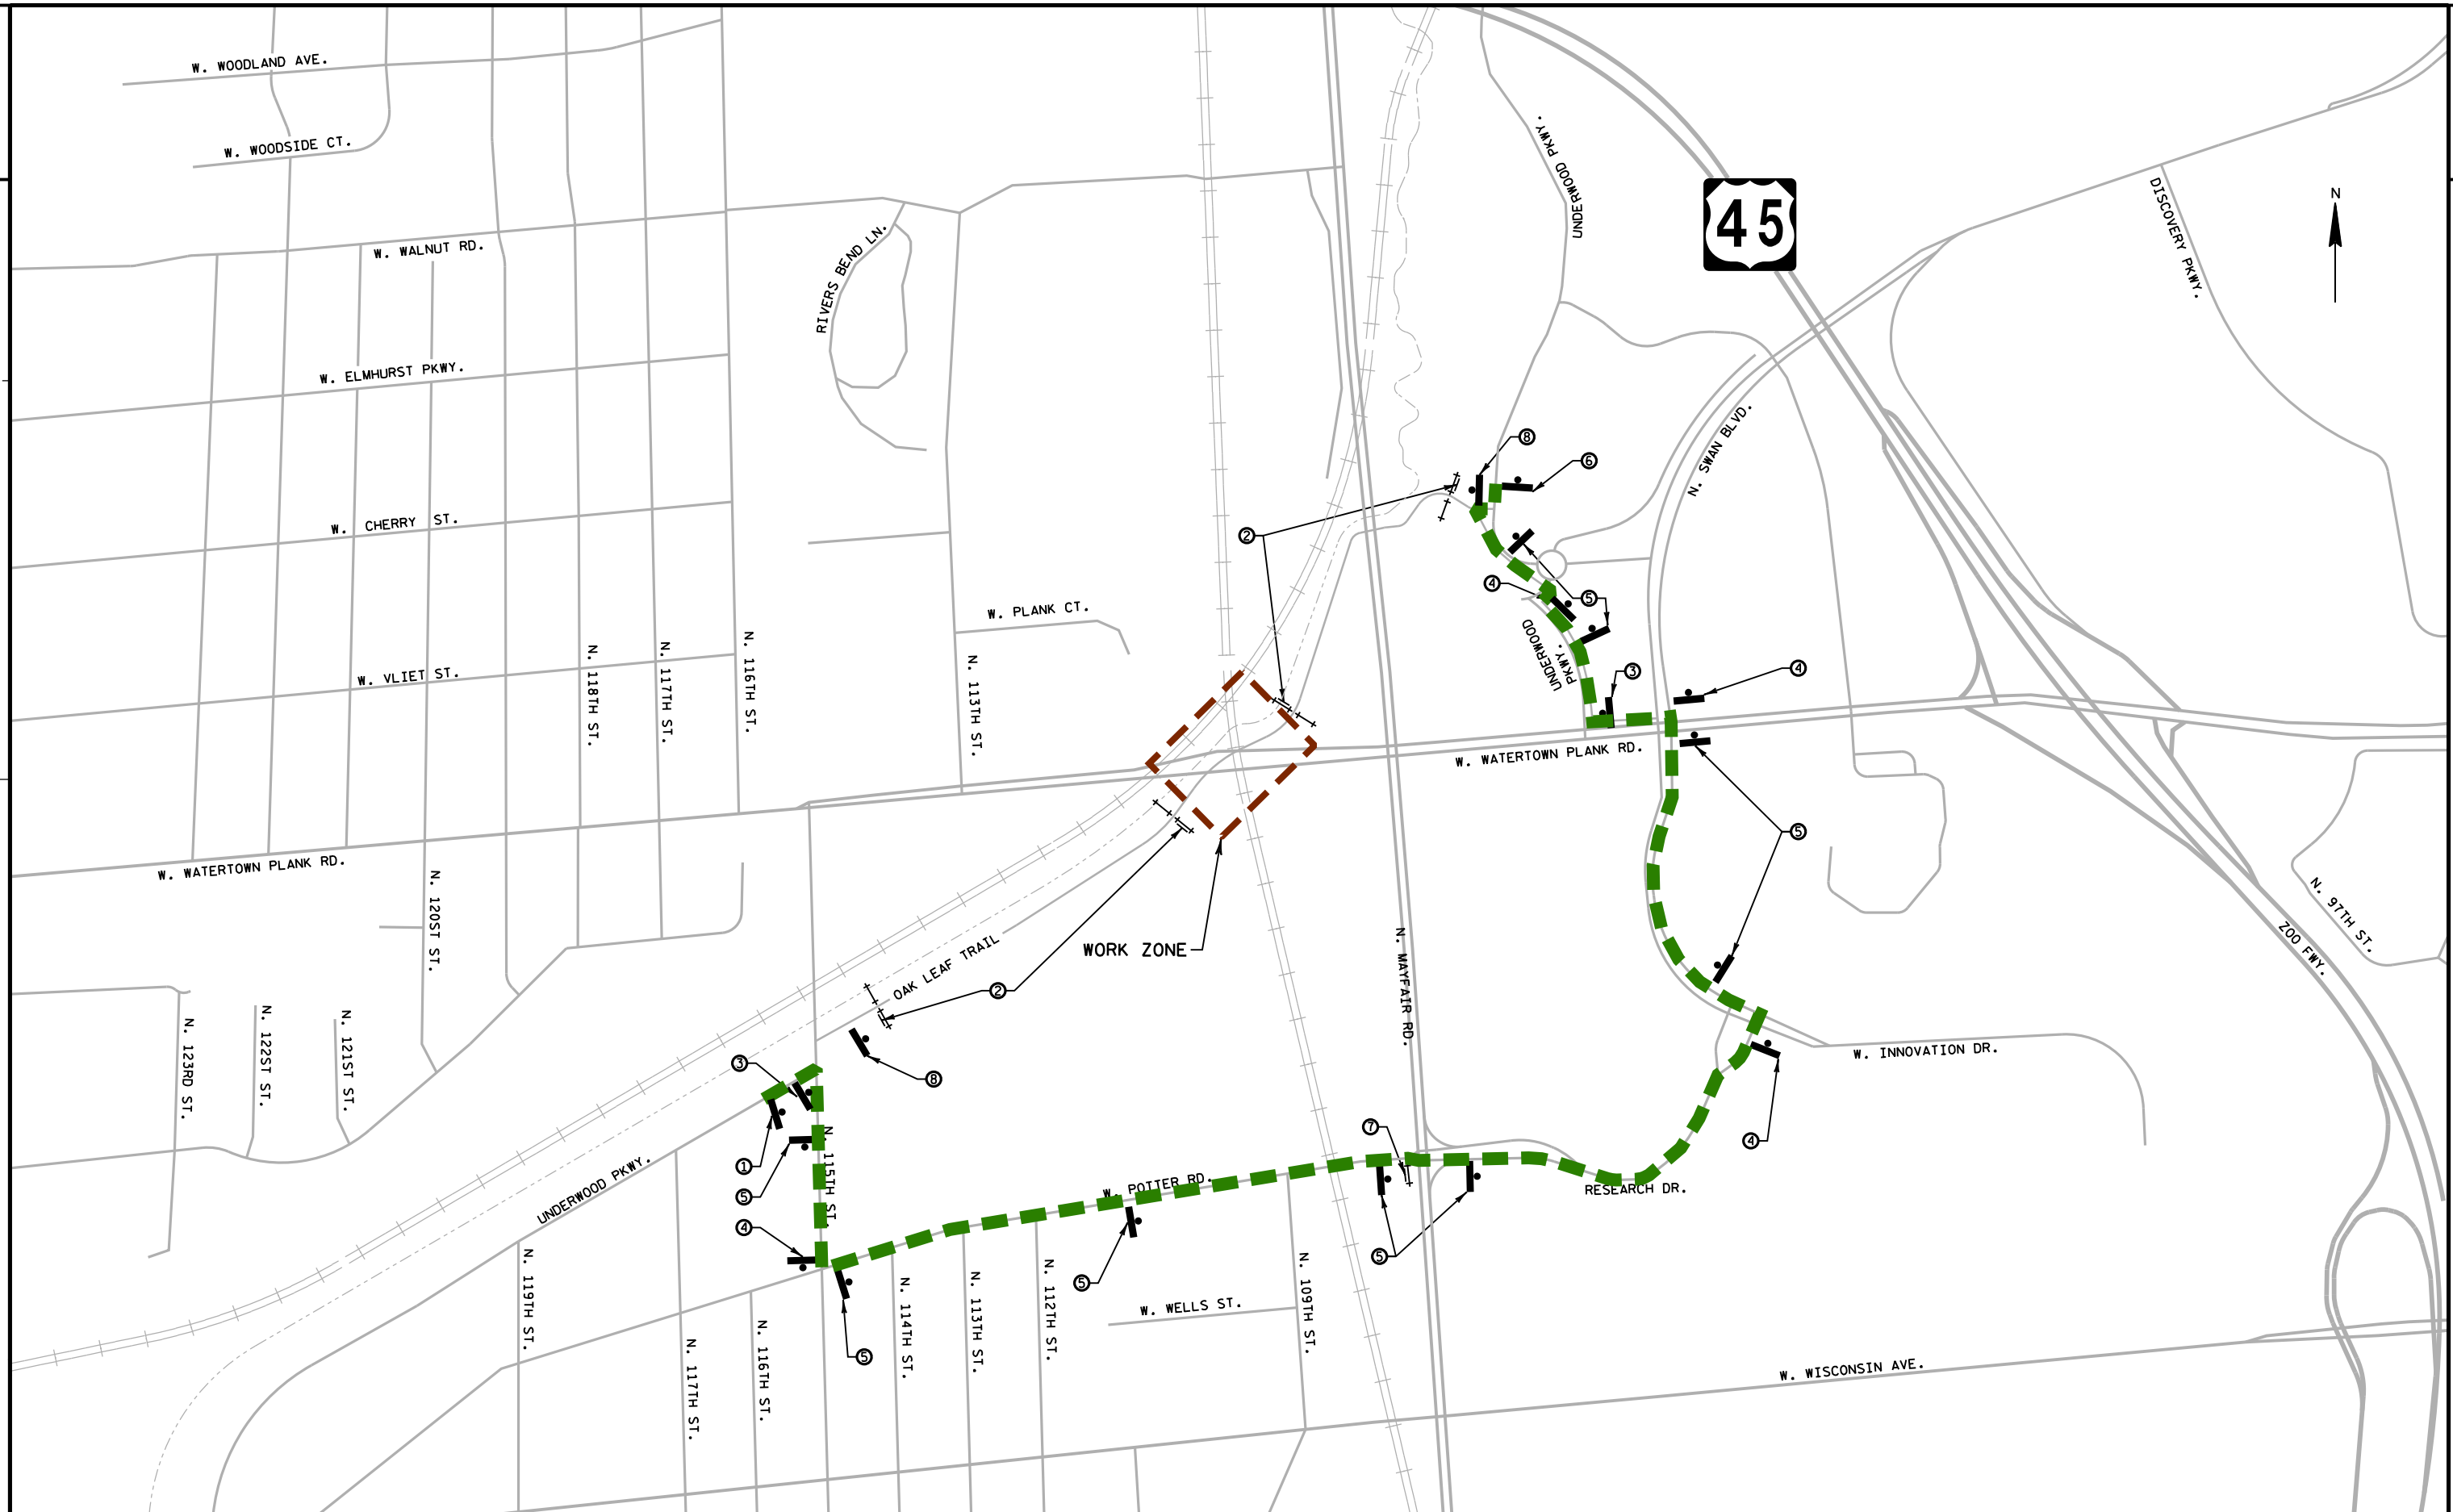 W. WOODLAND AVE.
W. WOODSIDE CT.
UNDERWOOD PKWY.
45
DISCOVERY PKWY.
N
W. WALNUT RD.
RIVERS BEND LN.
W. ELMHURST PKWY.
N. SWAN BLVD.
8
6
W. CHERRY ST.
2
4
5
W. PLANK CT.
UNDERWOOD
PKWY.
3
4
W. VLIET ST.
N. 118TH ST.
N. 117TH ST.
N. 116TH ST.
N. 113TH ST.
W. WATERTOWN PLANK RD.
5
W. WATERTOWN PLANK RD.
N. 120ST ST.
OAK LEAF TRAIL
WORK ZONE
N. MAYFAIR RD.
N. 97TH ST.
ZOO FWY.
2
N. 123RD ST.
N. 122ST ST.
N. 121ST ST.
3
8
W. INNOVATION DR.
7
4
1
5
N. 115TH ST.
UNDERWOOD PKWY.
W. POTTER RD.
RESEARCH DR.
4
5
5
N. 119TH ST.
N. 117TH ST.
N. 116TH ST.
5
N. 114TH ST.
N. 113TH ST.
N. 112TH ST.
W. WELLS ST.
N. 109TH ST.
W. WISCONSIN AVE.